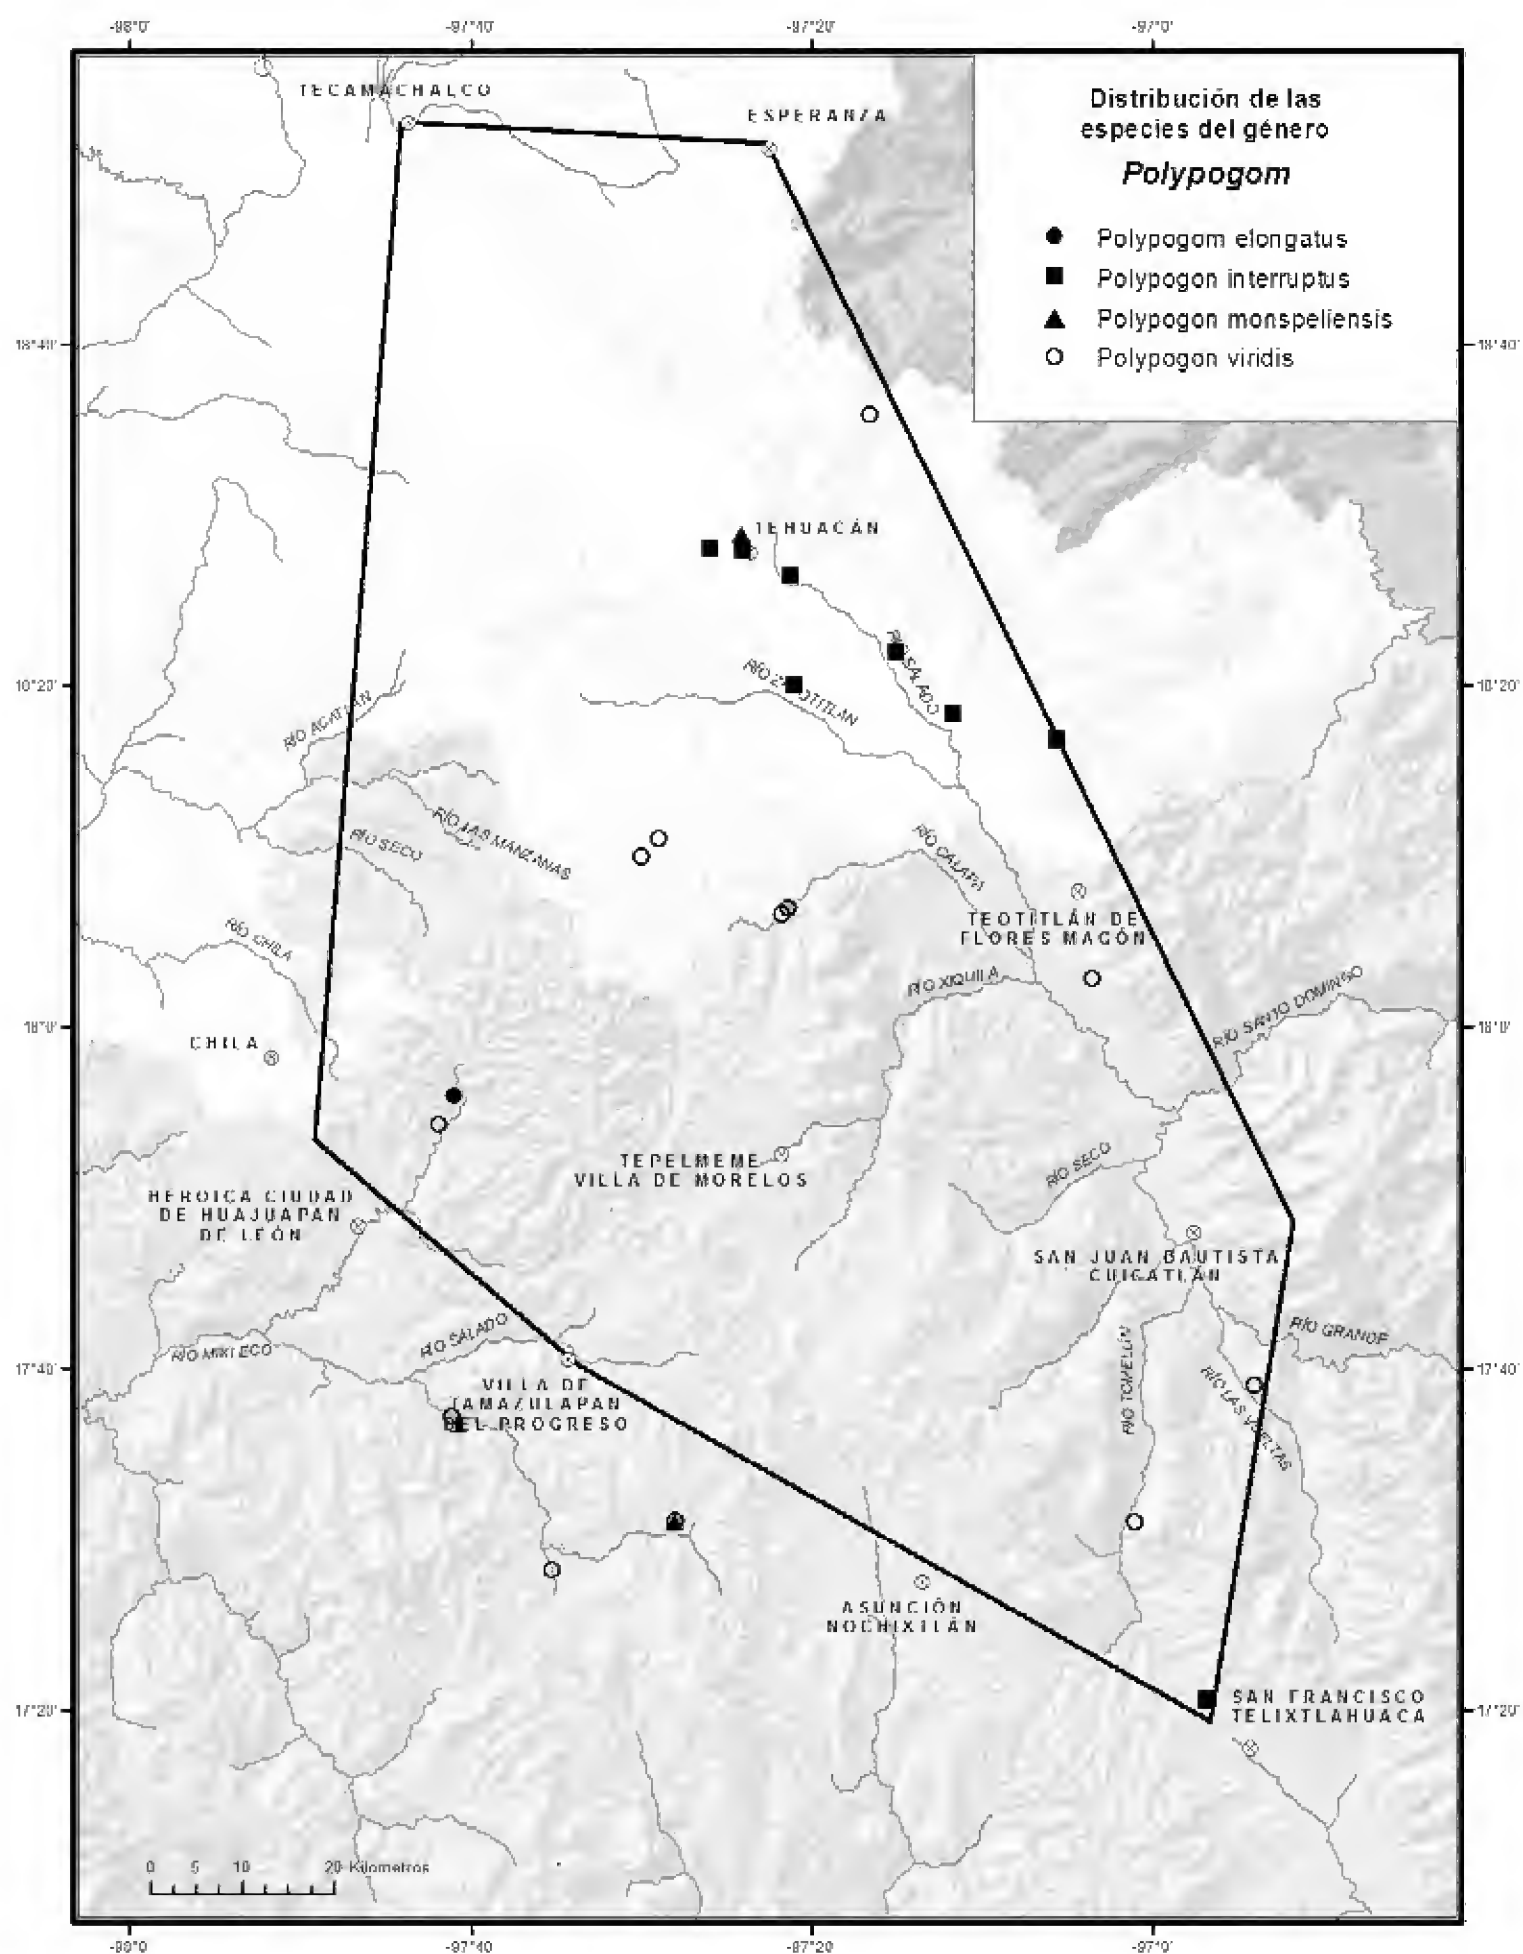 -98°0'
-97°40'
-97°20'
-97°0'
TECAMACHALCO
ESPERANZA
Distribución de las
especies del género
Polypogom
Polypogom elongatus
Polypogon interruptus
Polypogon monspeliensis
Polypogon viridis
18°40'
18°40'
TEHUACÁN
RÍO SALADO
RÍO ZAPOTITLÁN
18°20'
18°20'
RÍO ACATLÁN
RÍO LAS MANZANAS
RÍO SECO
RÍO CALAPA
TEOTITLÁN DE
FLORES MAGÓN
RÍO CHILA
RÍO XIQUILA
RÍO SANTO DOMINGO
18°0'
18°0'
CHILA
TEPELMEME
VILLA DE MORELOS
RÍO SECO
HEROICA CIUDAD
DE HUAJUAPAN
DE LEÓN
SAN JUAN BAUTISTA
CUICATLÁN
RÍO GRANDE
RÍO SALADO
RÍO MIXTECO
RÍO TOMELLÍN
17°40'
17°40'
RÍO LAS VUELTAS
VILLA DE
TAMAZULAPAN
DEL PROGRESO
ASUNCIÓN
NOCHIXTLÁN
SAN FRANCISCO
TELIXTLAHUACA
17°20'
17°20'
0 5 10 20 Kilometros
-98°0'
-97°40'
-97°20'
-97°0'